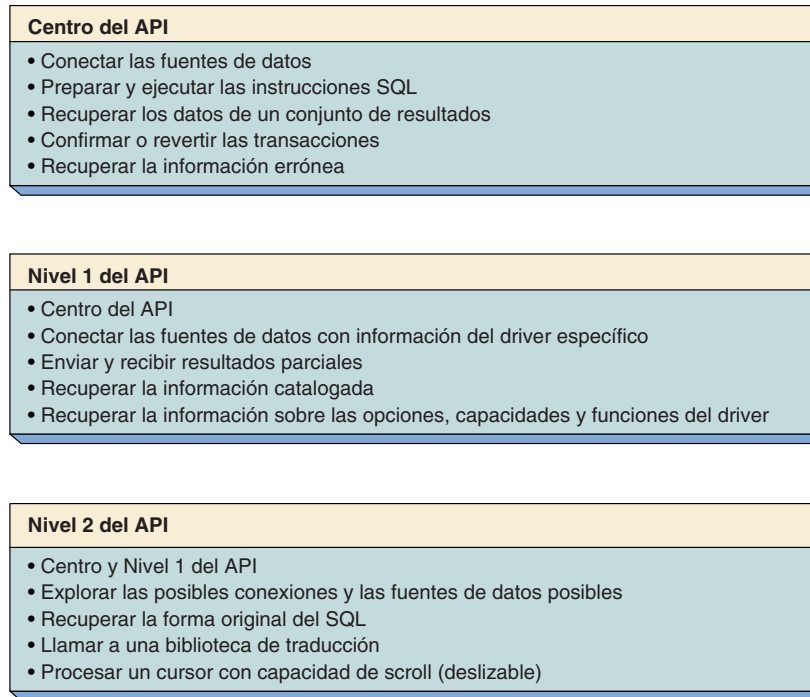 Centro del API
• Conectar las fuentes de datos
• Preparar y ejecutar las instrucciones SQL
• Recuperar los datos de un conjunto de resultados
• Confirmar o revertir las transacciones
• Recuperar la información errónea
Nivel 1 del API
• Centro del API
• Conectar las fuentes de datos con información del driver específico
• Enviar y recibir resultados parciales
• Recuperar la información catalogada
• Recuperar la información sobre las opciones, capacidades y funciones del driver
Nivel 2 del API
• Centro y Nivel 1 del API
• Explorar las posibles conexiones y las fuentes de datos posibles
• Recuperar la forma original del SQL
• Llamar a una biblioteca de traducción
• Procesar un cursor con capacidad de scroll (deslizable)